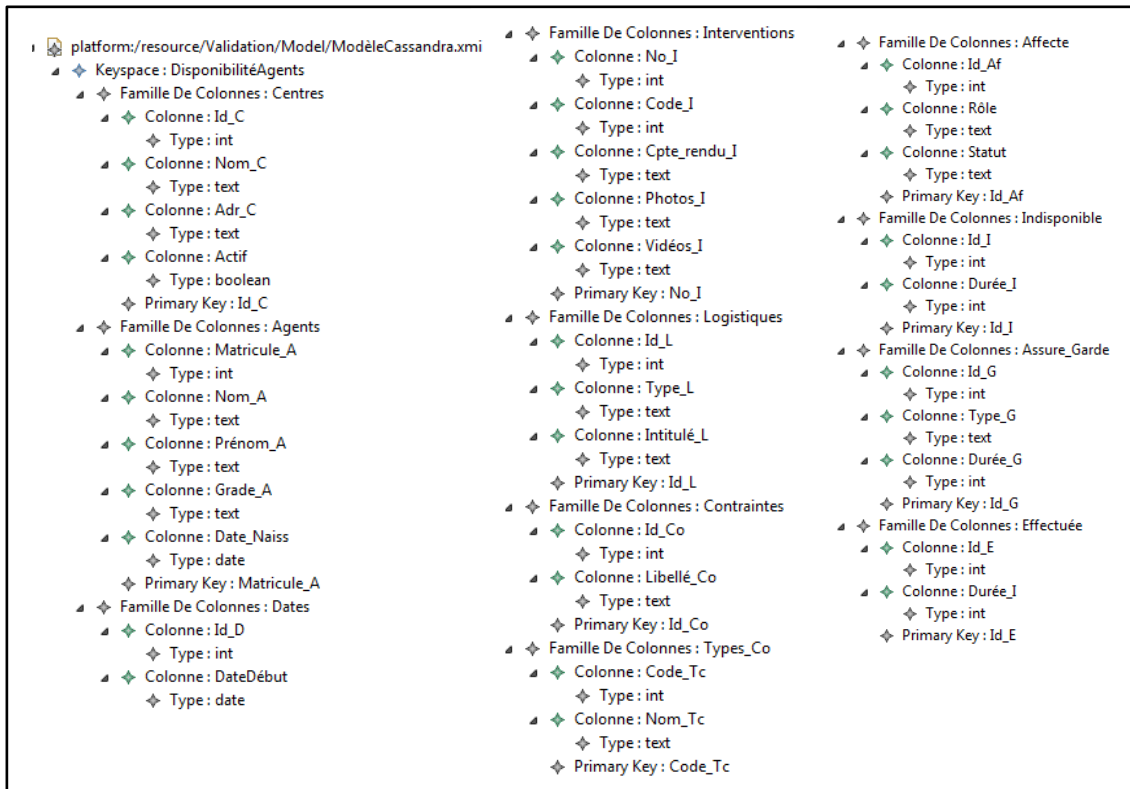 platform:/resource/Validation/Model/ModèleCassandra.xmi
Keyspace : DisponibilitéAgents
Famille De Colonnes : Centres
Colonne : Id_C
Type : int
Colonne : Nom_C
Type : text
Colonne : Adr_C
Type : text
Colonne : Actif
Type : boolean
Primary Key : Id_C
Famille De Colonnes : Agents
Colonne : Matricule_A
Type : int
Colonne : Nom_A
Type : text
Colonne : Prénom_A
Type : text
Colonne : Grade_A
Type : text
Colonne : Date_Naiss
Type : date
Primary Key : Matricule_A
Famille De Colonnes : Dates
Colonne : Id_D
Type : int
Colonne : DateDébut
Type : date
Famille De Colonnes : Interventions
Colonne : No_I
Type : int
Colonne : Code_I
Type : int
Colonne : Cpte_rendu_I
Type : text
Colonne : Photos_I
Type : text
Colonne : Vidéos_I
Type : text
Primary Key : No_I
Famille De Colonnes : Logistiques
Colonne : Id_L
Type : int
Colonne : Type_L
Type : text
Colonne : Intitulé_L
Type : text
Primary Key : Id_L
Famille De Colonnes : Contraintes
Colonne : Id_Co
Type : int
Colonne : Libellé_Co
Type : text
Primary Key : Id_Co
Famille De Colonnes : Types_Co
Colonne : Code_Tc
Type : int
Colonne : Nom_Tc
Type : text
Primary Key : Code_Tc
Famille De Colonnes : Affecte
Colonne : Id_Af
Type : int
Colonne : Rôle
Type : text
Colonne : Statut
Type : text
Primary Key : Id_Af
Famille De Colonnes : Indisponible
Colonne : Id_I
Type : int
Colonne : Durée_I
Type : int
Primary Key : Id_I
Famille De Colonnes : Assure_Garde
Colonne : Id_G
Type : int
Colonne : Type_G
Type : text
Colonne : Durée_G
Type : int
Primary Key : Id_G
Famille De Colonnes : Effectuée
Colonne : Id_E
Type : int
Colonne : Durée_I
Type : int
Primary Key : Id_E